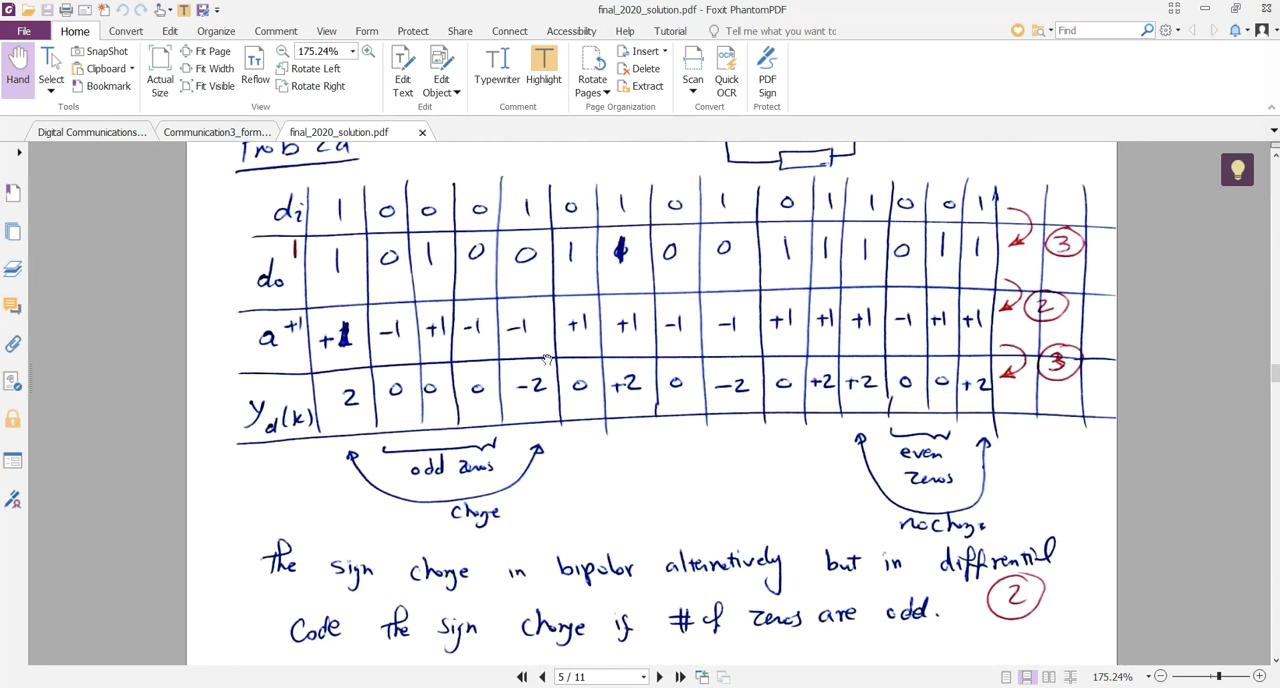 final_2020_solution.pdf - Foxit PhantomPDF
File Home Convert Edit Organize Comment View Form Protect Share Connect Accessibility Help Tutorial Tell me what you want to Find
Hand
Select
SnapShot
Clipboard
Bookmark
Tools
Actual Size
Reflow
Fit Page
Fit Width
Fit Visible
175.24%
Rotate Left
Rotate Right
View
Edit Text
Edit Object
Edit
Typewriter
Highlight
Comment
Rotate Pages
Insert
Delete
Extract
Page Organization
Scan
Quick OCR
Convert
PDF Sign
Protect
Digital Communications... Communication3_form... final_2020_solution.pdf
Prob 2a
di 1 0 0 0 1 0 1 0 1 0 1 1 0 0 1
do 1 1 0 1 0 0 1 1 0 0 1 1 1 0 1 1 3
a +1 +1 -1 +1 -1 -1 +1 +1 -1 -1 +1 +1 +1 -1 +1 +1 2
Yd(k) 2 0 0 0 -2 0 +2 0 -2 0 +2 +2 0 0 +2 3
odd zeros
chonge
even
zeros
no chonge
The sign chonge in bipolar alternatively but in differential
Code the sign chonge if # of zeros are odd. 2
5 / 11
175.24%